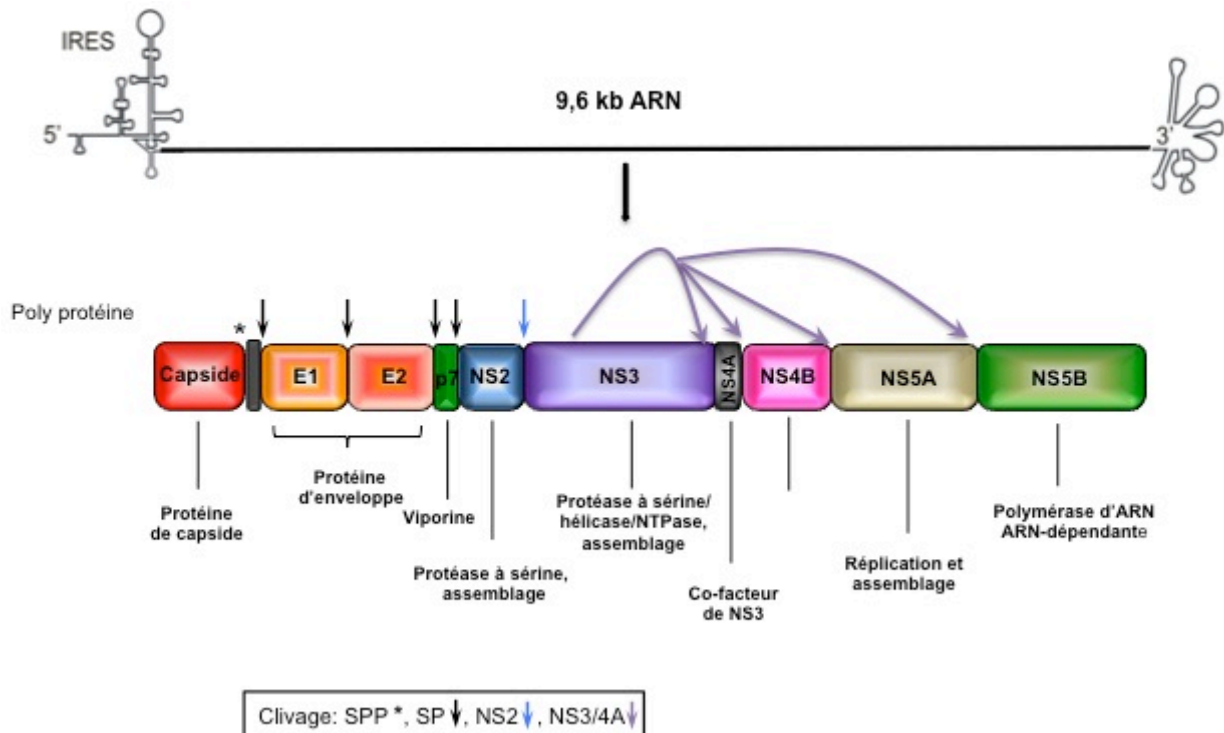 IRES
9,6 kb ARN
5'
3'
Poly protéine
*
Capside
E1
E2
p7
NS2
NS3
NS4A
NS4B
NS5A
NS5B
Protéine
de capside
Protéine
d'enveloppe
Viporine
Protéase à sérine,
assemblage
Protéase à sérine/
hélicase/NTPase,
assemblage
Co-facteur
de NS3
Réplication et
assemblage
Polymérase d'ARN
ARN-dépendante
Clivage: SPP *, SP ↓, NS2 ↓, NS3/4A ↓